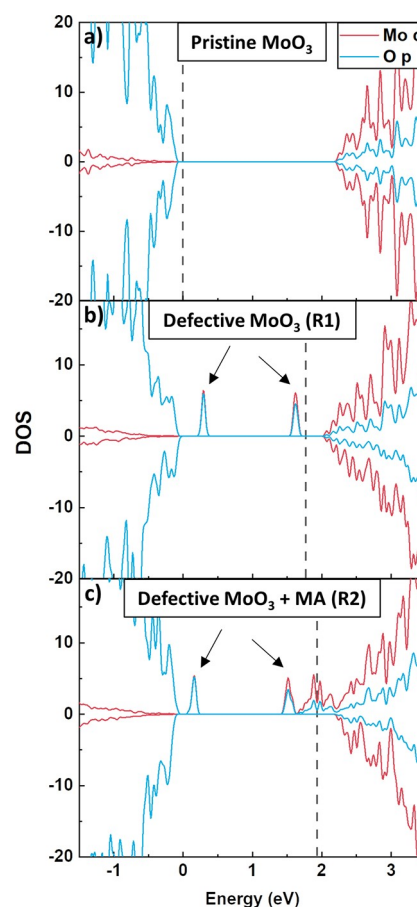 a)
Pristine MoO₃
Mo
O p
20
10
0
-10
-20
b)
Defective MoO₃ (R1)
10
0
-10
-20
DOS
c)
Defective MoO₃ + MA (R2)
10
0
-10
-20
-1
0
1
2
3
Energy (eV)